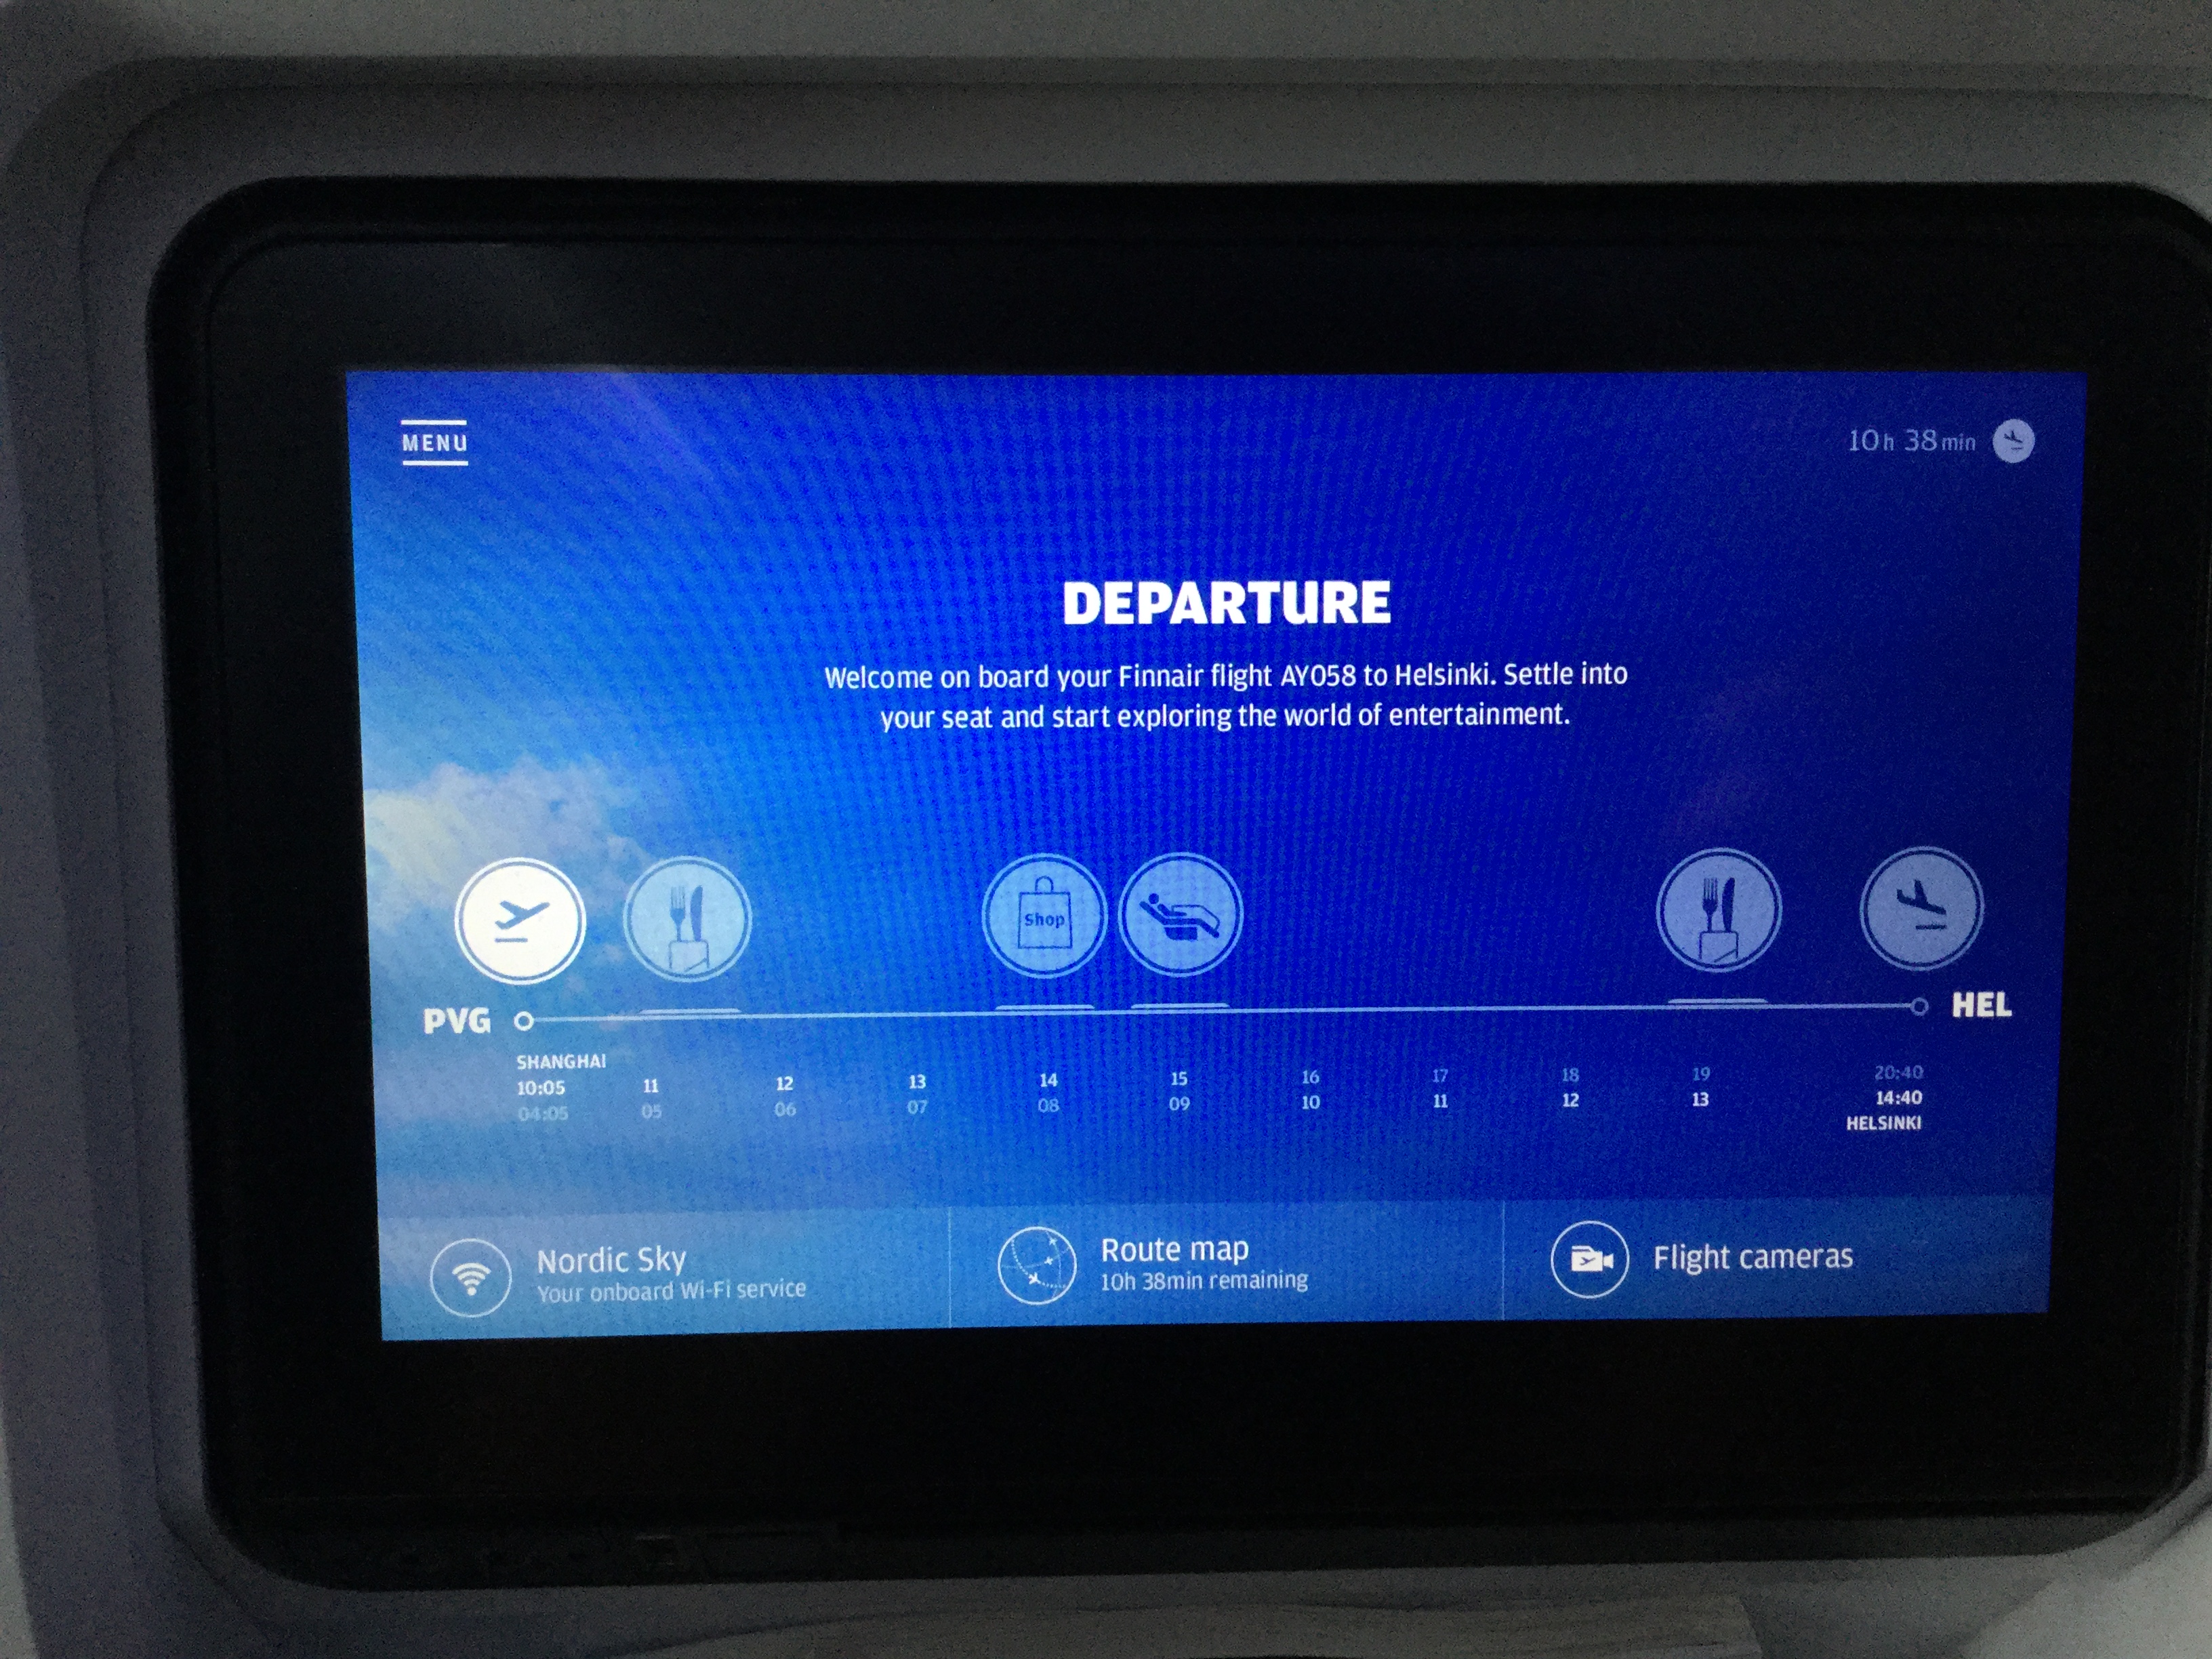 MENU
10h 38min
DEPARTURE
Welcome on board your Finnair flight AY058 to Helsinki. Settle into
your seat and start exploring the world of entertainment.
Shop
PVG
HEL
SHANGHAI
10:05 11 12 13 14 15 16 17 18 19 20:40
04:05 05 06 07 08 09 10 11 12 13 14:40
HELSINKI
Nordic Sky
Your onboard Wi-Fi service
Route map
10h 38min remaining
Flight cameras